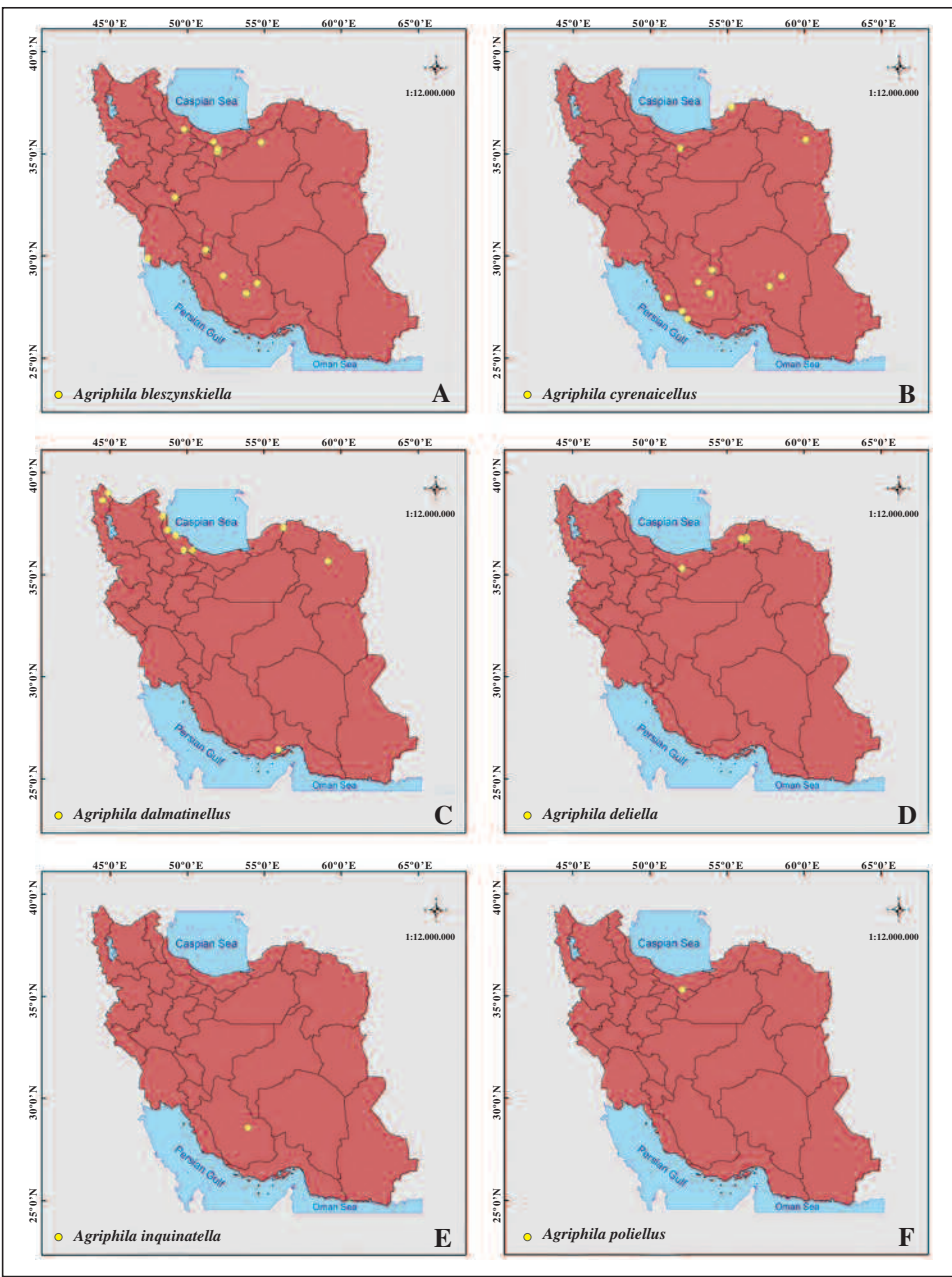 45°0'E 50°0'E 55°0'E 60°0'E 65°0'E
40°0'N
35°0'N
30°0'N
25°0'N
1:12.000.000
Caspian Sea
Persian Gulf
Oman Sea
Agriphila bleszynskiella
A
45°0'E 50°0'E 55°0'E 60°0'E 65°0'E
40°0'N
35°0'N
30°0'N
25°0'N
1:12.000.000
Caspian Sea
Persian Gulf
Oman Sea
Agriphila cyrenaicellus
B
45°0'E 50°0'E 55°0'E 60°0'E 65°0'E
40°0'N
35°0'N
30°0'N
25°0'N
1:12.000.000
Caspian Sea
Persian Gulf
Oman Sea
Agriphila dalmatinellus
C
45°0'E 50°0'E 55°0'E 60°0'E 65°0'E
40°0'N
35°0'N
30°0'N
25°0'N
1:12.000.000
Caspian Sea
Persian Gulf
Oman Sea
Agriphila deliella
D
45°0'E 50°0'E 55°0'E 60°0'E 65°0'E
40°0'N
35°0'N
30°0'N
25°0'N
1:12.000.000
Caspian Sea
Persian Gulf
Oman Sea
Agriphila inquinatella
E
45°0'E 50°0'E 55°0'E 60°0'E 65°0'E
40°0'N
35°0'N
30°0'N
25°0'N
1:12.000.000
Caspian Sea
Persian Gulf
Oman Sea
Agriphila poliellus
F